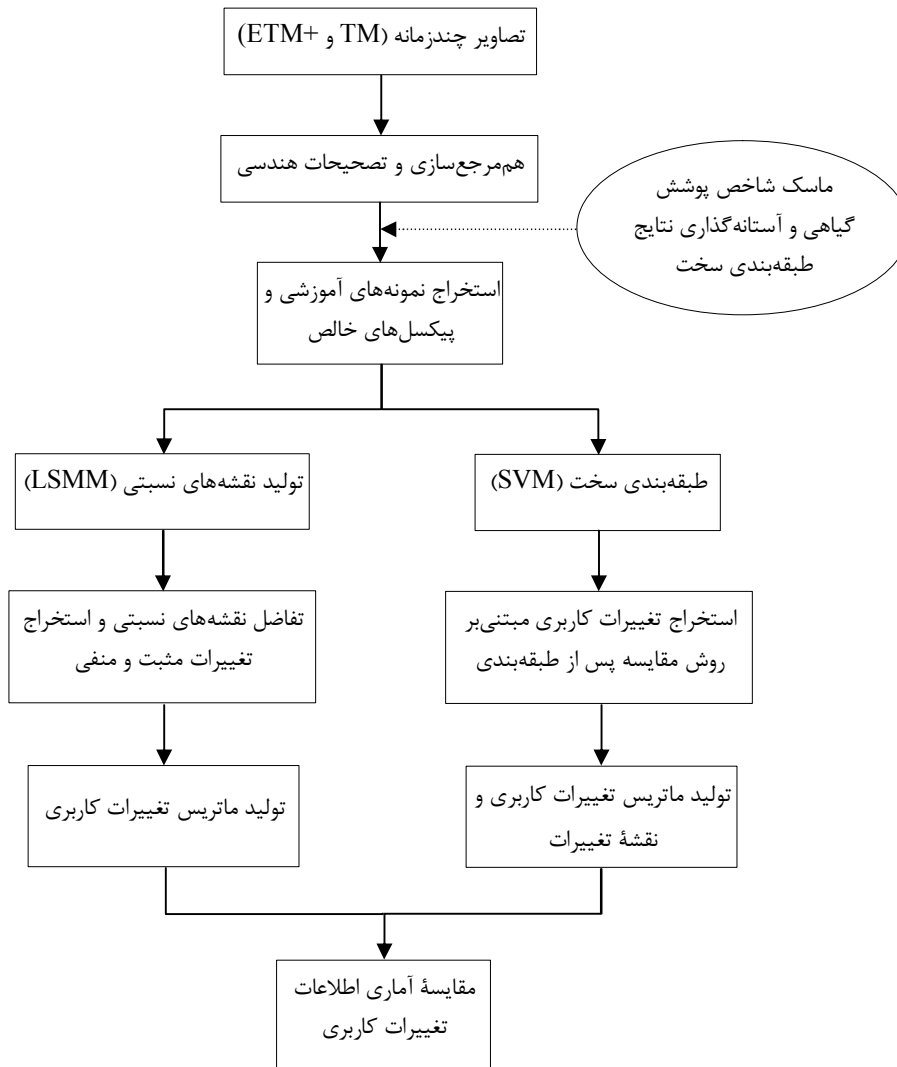 تصاویر چندزمانه (TM و ETM+)
هم‌مرجع‌سازی و تصحیحات هندسی
ماسک شاخص پوشش
گیاهی و آستانه‌گذاری نتایج
طبقه‌بندی سخت
استخراج نمونه‌های آموزشی و
پیکسل‌های خالص
طبقه‌بندی سخت (SVM)
تولید نقشه‌های نسبتی (LSMM)
استخراج تغییرات کاربری مبتنی‌بر
روش مقایسه پس از طبقه‌بندی
تفاضل نقشه‌های نسبتی و استخراج
تغییرات مثبت و منفی
تولید ماتریس تغییرات کاربری و
نقشهٔ تغییرات
تولید ماتریس تغییرات کاربری
مقایسهٔ آماری اطلاعات
تغییرات کاربری